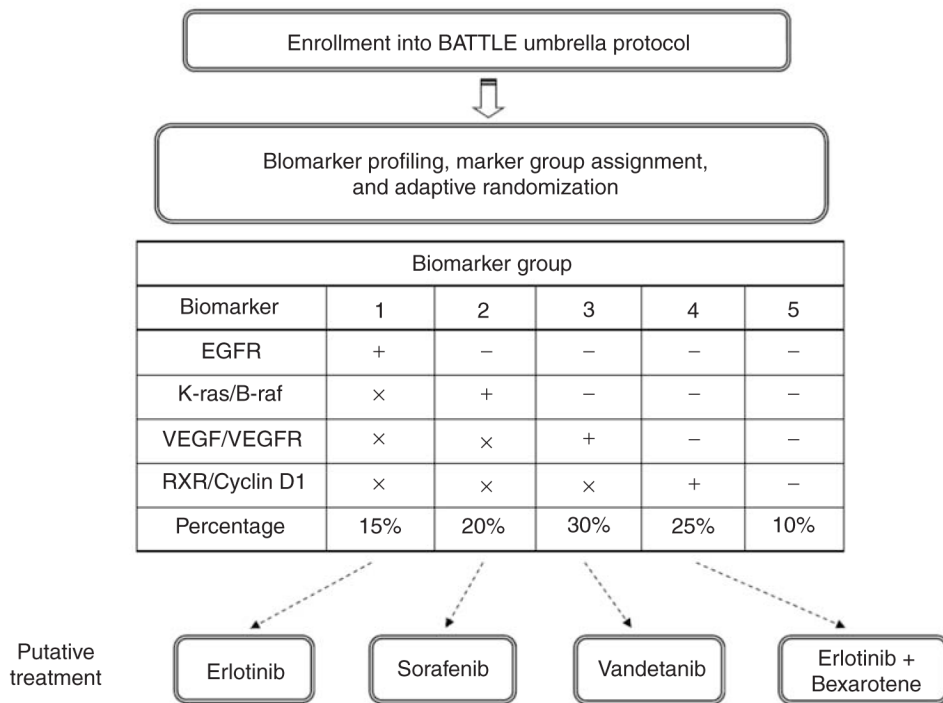 Enrollment into BATTLE umbrella protocol
Blomarker profiling, marker group assignment,
and adaptive randomization
Biomarker group
Biomarker 1 2 3 4 5
EGFR + − − − −
K-ras/B-raf × + − − −
VEGF/VEGFR × × + − −
RXR/Cyclin D1 × × × + −
Percentage 15% 20% 30% 25% 10%
Putative
treatment
Erlotinib
Sorafenib
Vandetanib
Erlotinib +
Bexarotene